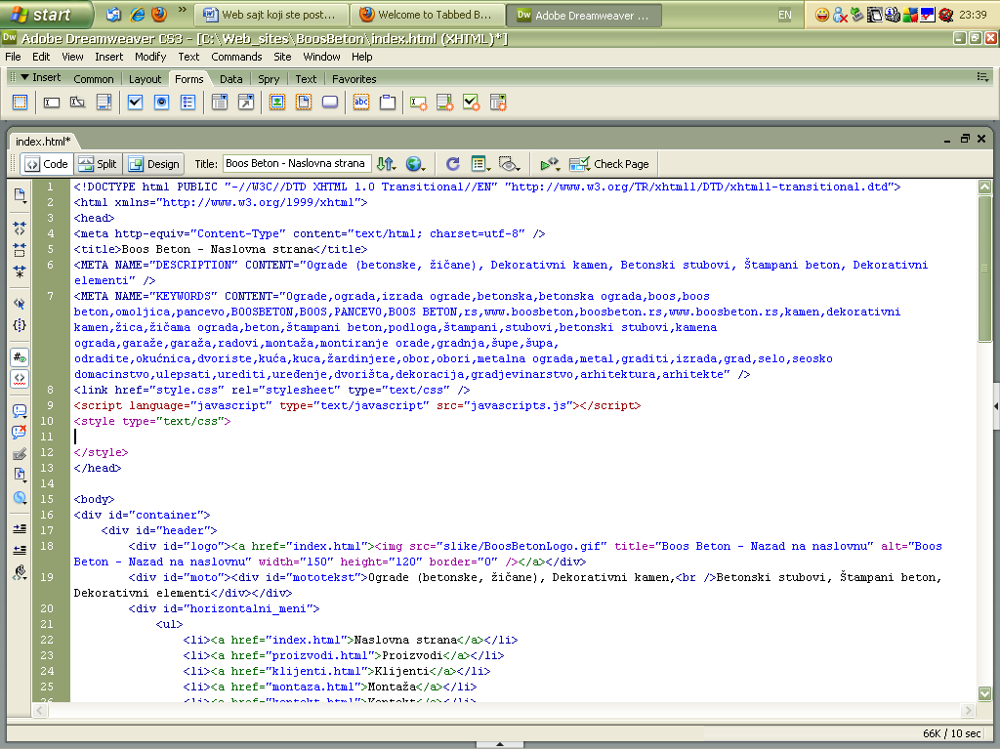 start
»
Web sajt koji ste post...
Welcome to Tabbed B...
Dw Adobe Dreamweaver ...
EN
23:39
Dw Adobe Dreamweaver CS3 - [C:\Web_sites\BoosBeton\index.html (XHTML)*]
File Edit View Insert Modify Text Commands Site Window Help
▼ Insert Common Layout Forms Data Spry Text Favorites
abc
index.html*
Code Split Design Title: Boos Beton - Naslovna strana Check Page
1 <!DOCTYPE html PUBLIC "-//W3C//DTD XHTML 1.0 Transitional//EN" "http://www.w3.org/TR/xhtml1/DTD/xhtml1-transitional.dtd">
2 <html xmlns="http://www.w3.org/1999/xhtml">
3 <head>
4 <meta http-equiv="Content-Type" content="text/html; charset=utf-8" />
5 <title>Boos Beton - Naslovna strana</title>
6 <META NAME="DESCRIPTION" CONTENT="Ograde (betonske, žičane), Dekorativni kamen, Betonski stubovi, Štampani beton, Dekorativni
elementi" />
7 <META NAME="KEYWORDS" CONTENT="Ograde,ograda,izrada ograde,betonska,betonska ograda,boos,boos
beton,omoljica,pancevo,BOOSBETON,BOOS,PANCEVO,BOOS BETON,rs,www.boosbeton,boosbeton.rs,www.boosbeton.rs,kamen,dekorativni
kamen,žica,žičama ograda,beton,štampani beton,podloga,štampani,stubovi,betonski stubovi,kamena
ograda,garaže,garaža,radovi,montaža,montiranje orade,gradnja,šupe,šupa,
odradite,okućnica,dvoriste,kuća,kuca,žardinjere,obor,obori,metalna ograda,metal,graditi,izrada,grad,selo,seosko
domacinstvo,ulepsati,urediti,uređenje,dvorišta,dekoracija,gradjevinarstvo,arhitektura,arhitekte" />
8 <link href="style.css" rel="stylesheet" type="text/css" />
9 <script language="javascript" type="text/javascript" src="javascripts.js"></script>
10 <style type="text/css">
11
12 </style>
13 </head>
14
15 <body>
16 <div id="container">
17 <div id="header">
18 <div id="logo"><a href="index.html"><img src="slike/BoosBetonLogo.gif" title="Boos Beton - Nazad na naslovnu" alt="Boos
Beton - Nazad na naslovnu" width="150" height="120" border="0" /></a></div>
19 <div id="moto"><div id="mototekst">Ograde (betonske, žičane), Dekorativni kamen,<br />Betonski stubovi, Štampani beton,
Dekorativni elementi</div></div>
20 <div id="horizontalni_meni">
21 <ul>
22 <li><a href="index.html">Naslovna strana</a></li>
23 <li><a href="proizvodi.html">Proizvodi</a></li>
24 <li><a href="klijenti.html">Klijenti</a></li>
25 <li><a href="montaza.html">Montaža</a></li>
26 <li><a href="kontakt.html">Kontakt</a></li>
66K / 10 sec